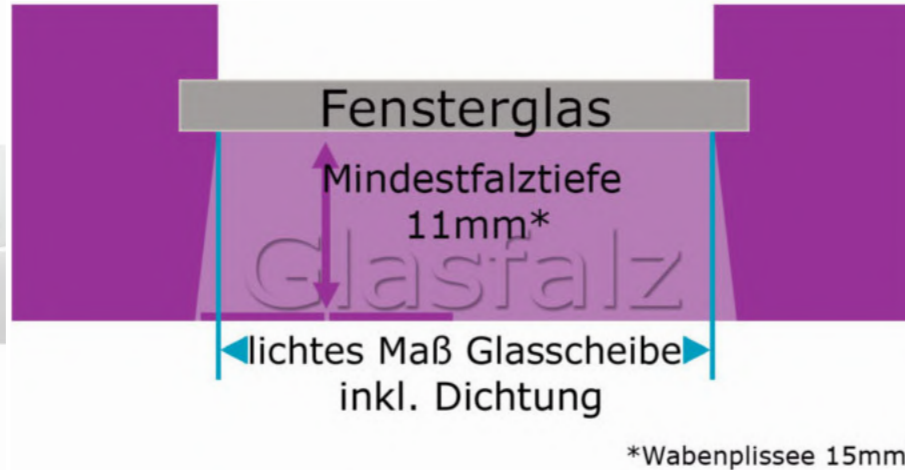 Fensterglas
Mindestfalztiefe
11mm*
Glasfalz
lichtes Maß Glasscheibe
inkl. Dichtung
*Wabenplissee 15mm